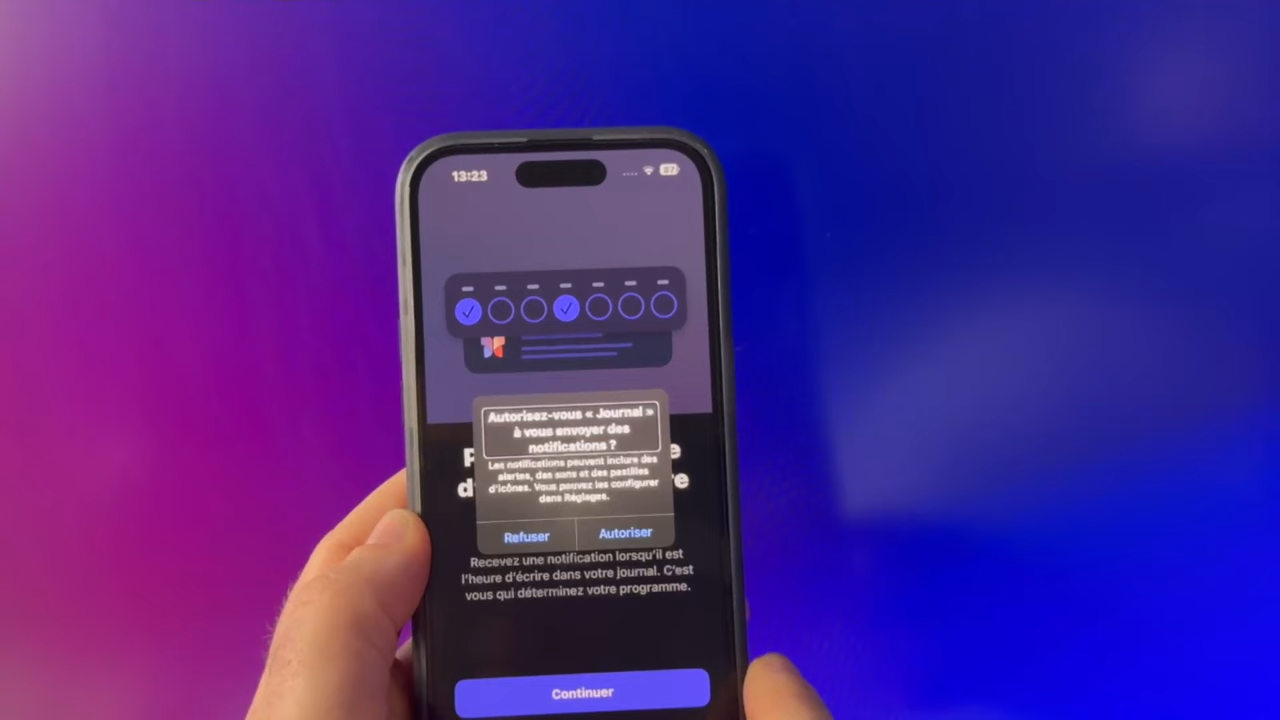 13:23
87
Autorisez-vous « Journal »
à vous envoyer des
notifications ?
Les notifications peuvent inclure des
alertes, des sons et des pastilles
d'icônes. Vous pouvez les configurer
dans Réglages.
Refuser
Autoriser
Recevez une notification lorsqu'il est
l'heure d'écrire dans votre journal. C'est
vous qui déterminez votre programme.
Continuer